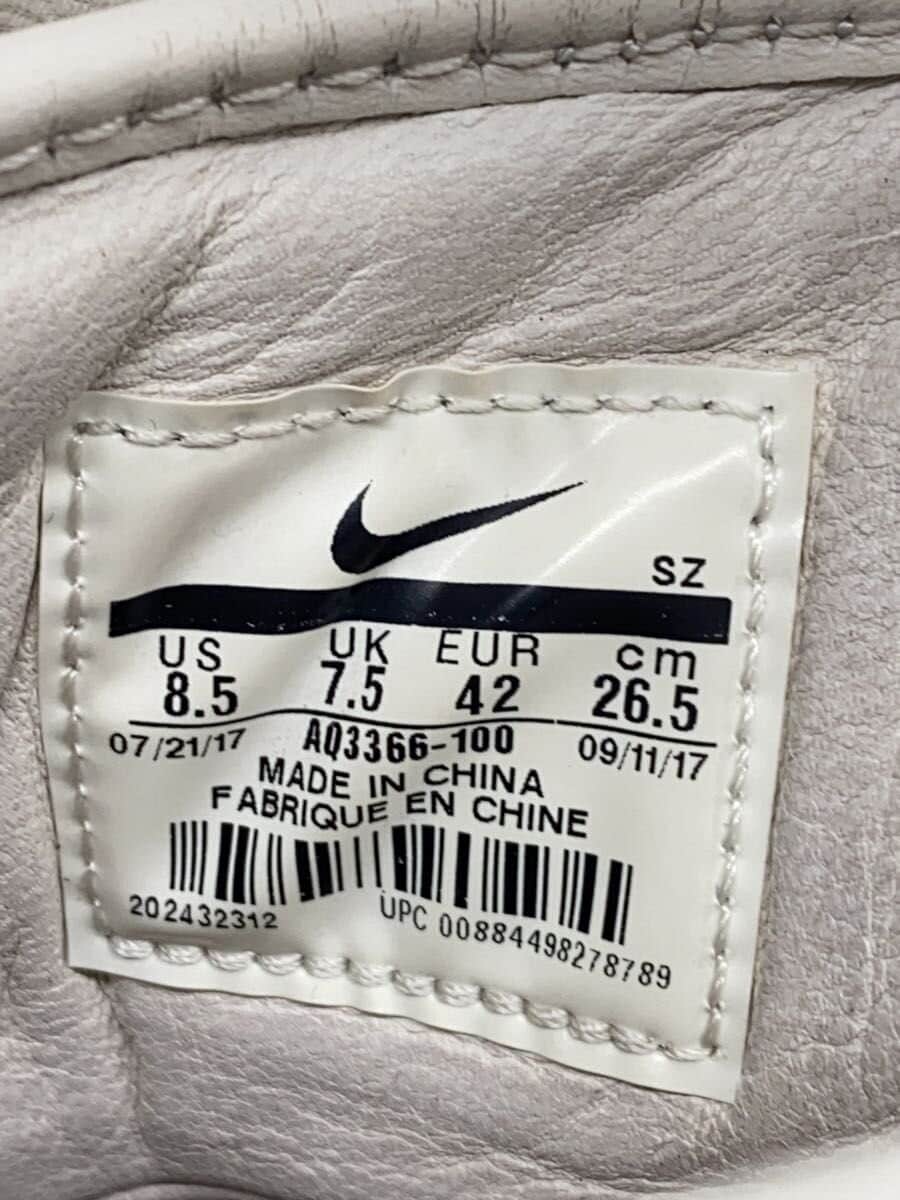 SZ
US UK EUR cm
8.5 7.5 42 26.5
07/21/17 AQ3366-100 09/11/17
MADE IN CHINA
FABRIQUE EN CHINE
202432312 UPC 00884498278789